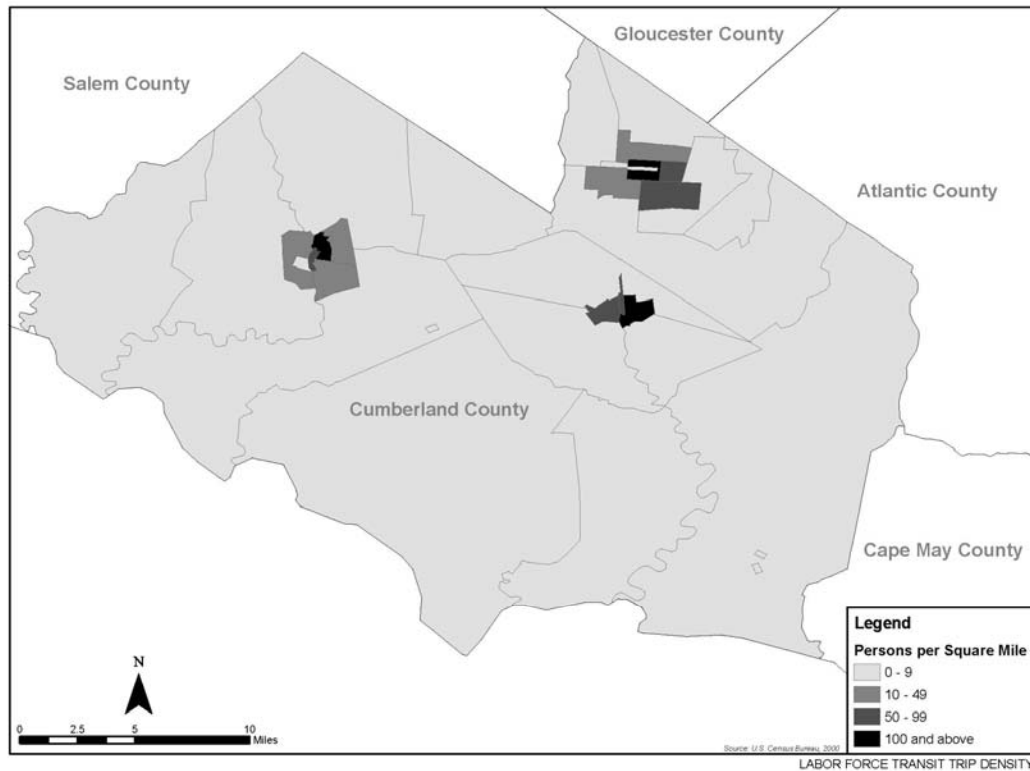 Gloucester County
Salem County
Atlantic County
Cumberland County
Cape May County
N
0 2.5 5 10
Miles
Legend
Persons per Square Mile
0 - 9
10 - 49
50 - 99
100 and above
Source: U.S. Census Bureau, 2000
LABOR FORCE TRANSIT TRIP DENSITY